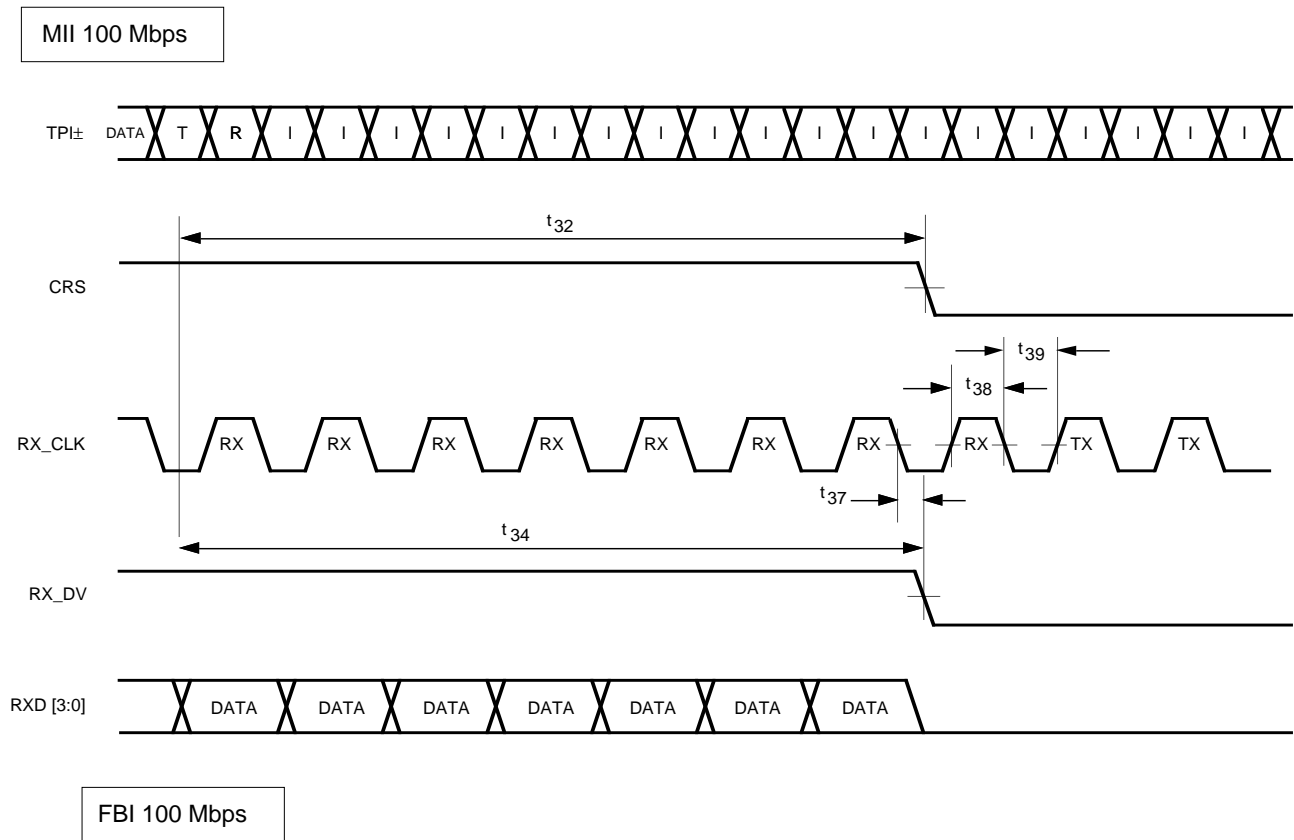 MII 100 Mbps
TPI± DATA T R I I I I I I I I I I I I I I I I I I I
t32
CRS
t39
t38
RX_CLK RX RX RX RX RX RX RX RX TX TX
t37
t34
RX_DV
RXD [3:0] DATA DATA DATA DATA DATA DATA DATA
FBI 100 Mbps